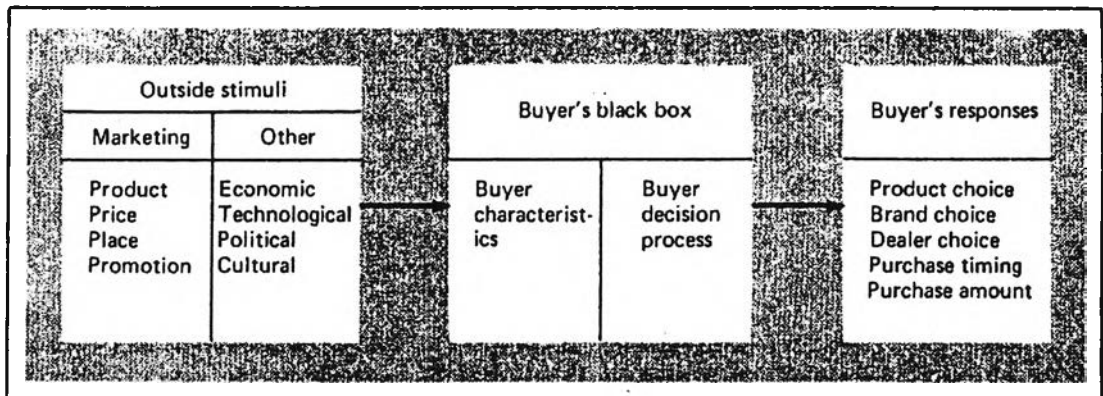 Outside stimuli
Marketing
Other
Product
Price
Place
Promotion
Economic
Technological
Political
Cultural
Buyer's black box
Buyer
characterist-
ics
Buyer
decision
process
Buyer's responses
Product choice
Brand choice
Dealer choice
Purchase timing
Purchase amount